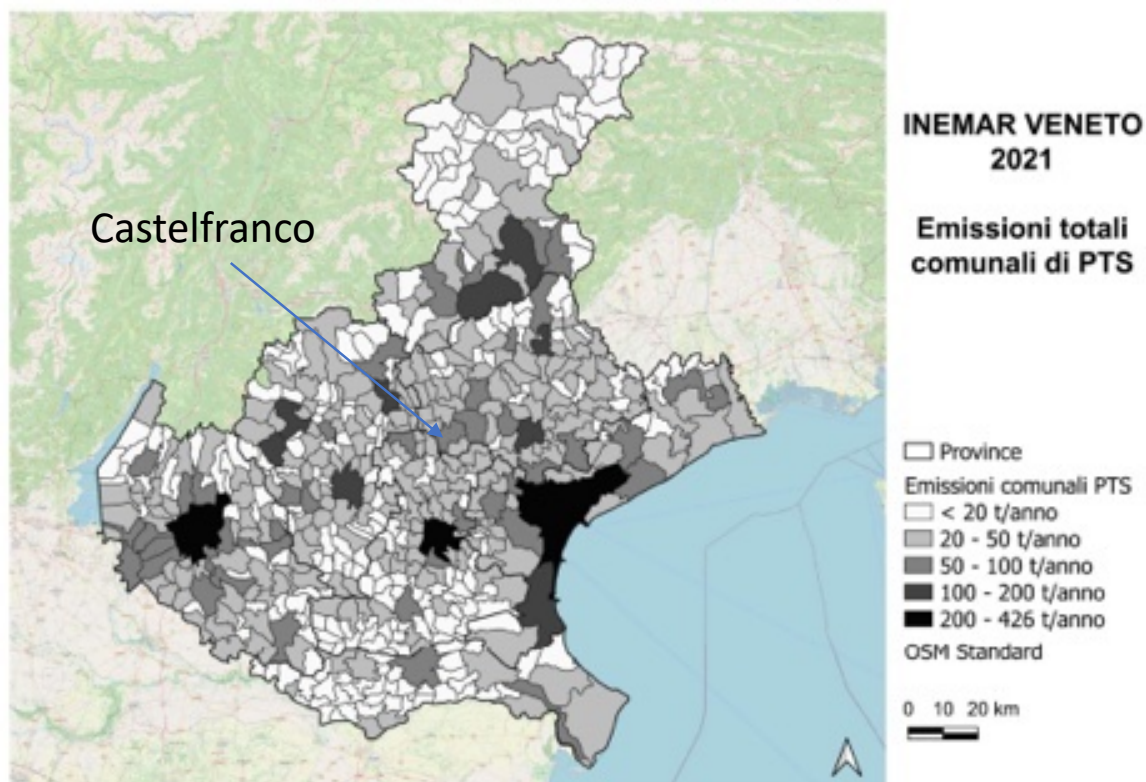 INEMAR VENETO
2021
Emissioni totali
comunali di PTS
Castelfranco
Province
Emissioni comunali PTS
< 20 t/anno
20 - 50 t/anno
50 - 100 t/anno
100 - 200 t/anno
200 - 426 t/anno
OSM Standard
0 10 20 km